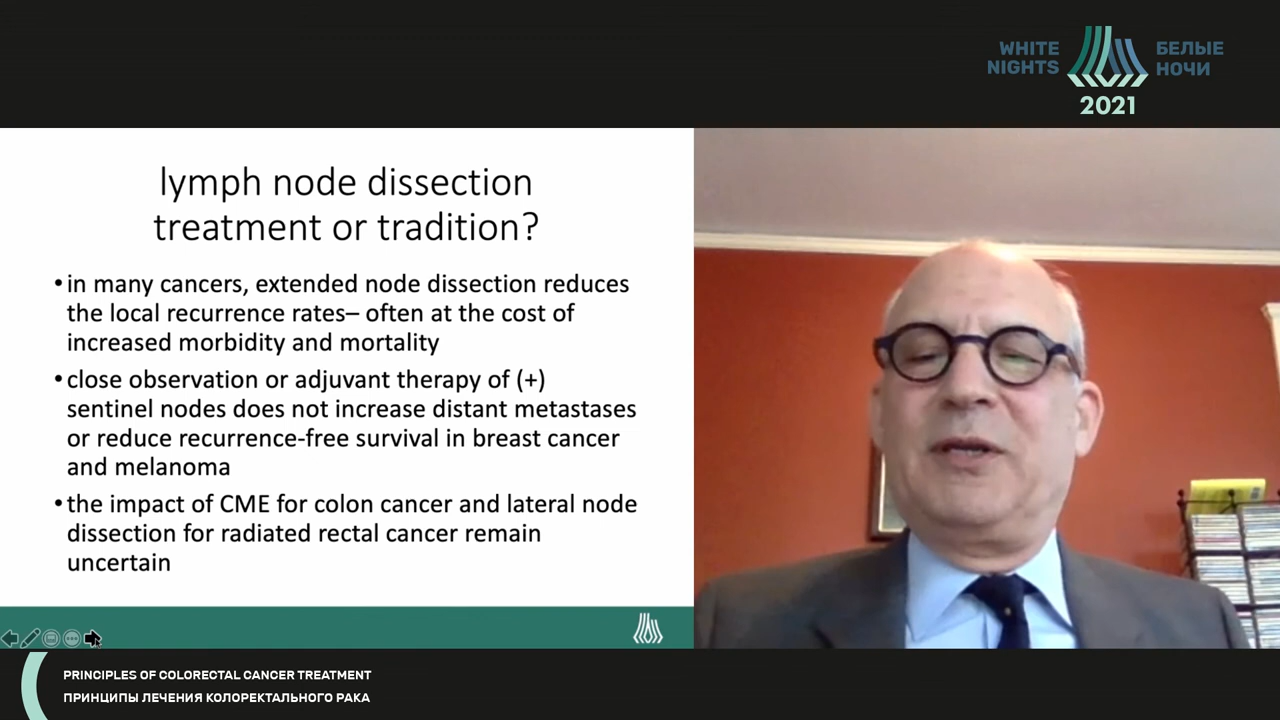 WHITE
NIGHTS
БЕЛЫЕ
НОЧИ
2021
lymph node dissection
treatment or tradition?
•in many cancers, extended node dissection reduces
the local recurrence rates– often at the cost of
increased morbidity and mortality
•close observation or adjuvant therapy of (+)
sentinel nodes does not increase distant metastases
or reduce recurrence-free survival in breast cancer
and melanoma
•the impact of CME for colon cancer and lateral node
dissection for radiated rectal cancer remain
uncertain
PRINCIPLES OF COLORECTAL CANCER TREATMENT
ПРИНЦИПЫ ЛЕЧЕНИЯ КОЛОРЕКТАЛЬНОГО РАКА